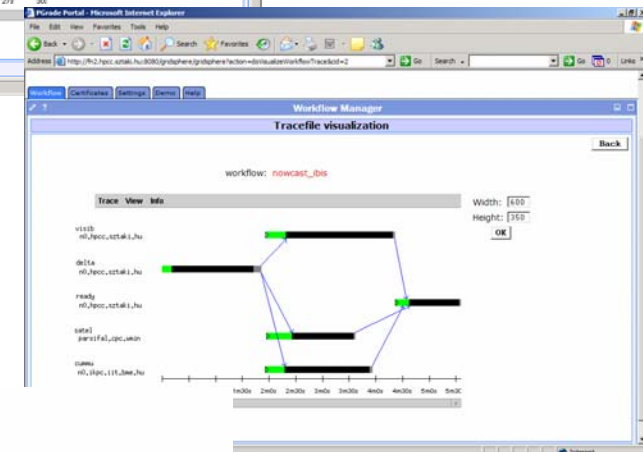 PGrade Portal - Microsoft Internet Explorer
File Edit View Favorites Tools Help
Back Search Favorites
Address http://fn2.hpcc.sztaki.hu:8080/gridsphere/gridsphere?action=doVisualizeWorkflowTrace&cid=2 Go Search Go 0 Links
Workflow Certificates Settings Demo Help
? Workflow Manager
Tracefile visualization
Back
workflow: nowcast_ibis
Trace View Info
Width: 600
Height: 350
OK
visib
n0,hpcc,sztaki,hu
delta
n0,hpcc,sztaki,hu
ready
n0,hpcc,sztaki,hu
satel
parsifal,cpc,wmin
cummu
n0,ikpc,iit,bme,hu
1m30s 2m0s 2m30s 3m0s 3m30s 4m0s 4m30s 5m0s 5m30
Internet